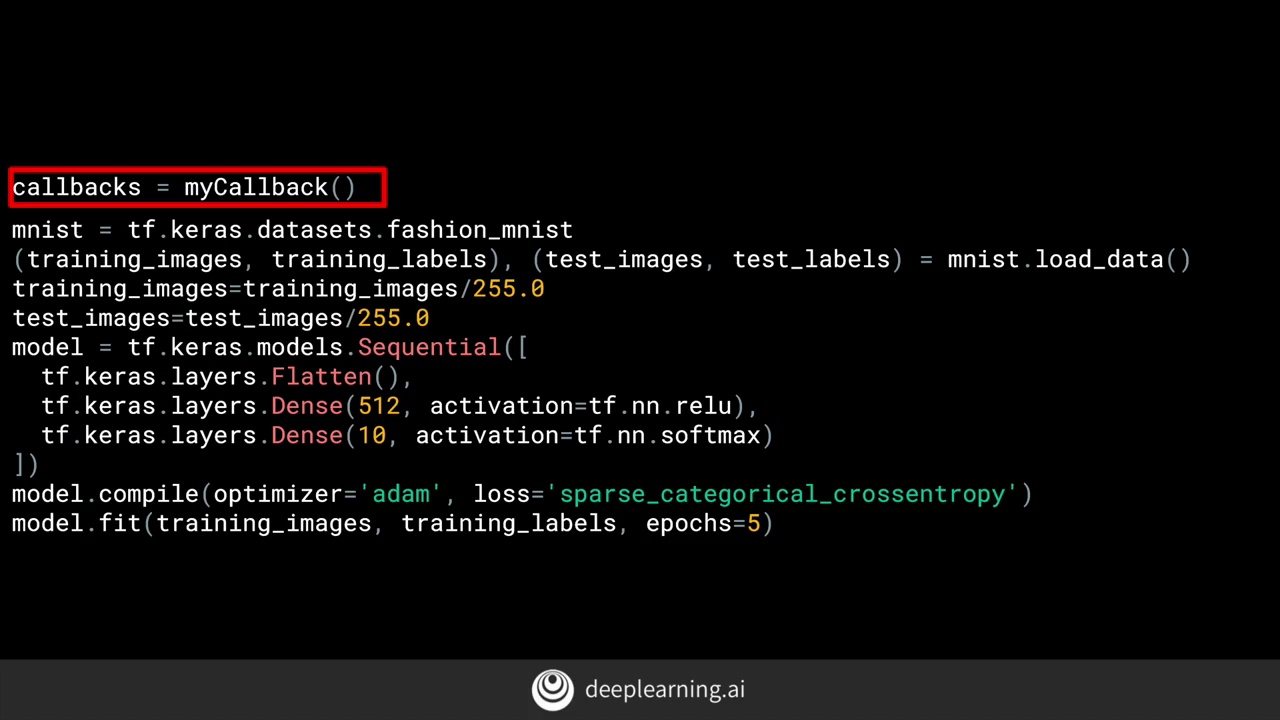 callbacks = myCallback()
mnist = tf.keras.datasets.fashion_mnist
(training_images, training_labels), (test_images, test_labels) = mnist.load_data()
training_images=training_images/255.0
test_images=test_images/255.0
model = tf.keras.models.Sequential([
  tf.keras.layers.Flatten(),
  tf.keras.layers.Dense(512, activation=tf.nn.relu),
  tf.keras.layers.Dense(10, activation=tf.nn.softmax)
])
model.compile(optimizer='adam', loss='sparse_categorical_crossentropy')
model.fit(training_images, training_labels, epochs=5)
deeplearning.ai